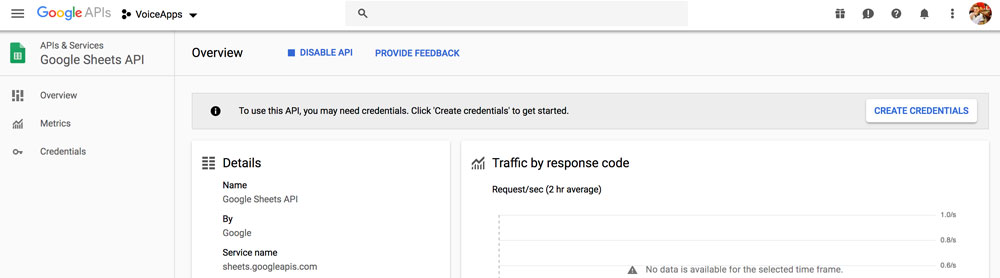 Google APIs VoiceApps
APIs & Services
Google Sheets API
Overview DISABLE API PROVIDE FEEDBACK
Overview
Metrics
Credentials
To use this API, you may need credentials. Click 'Create credentials' to get started. CREATE CREDENTIALS
Details
Name
Google Sheets API
By
Google
Service name
sheets.googleapis.com
Traffic by response code
Request/sec (2 hr average)
1.0/s
0.8/s
0.6/s
No data is available for the selected time frame.